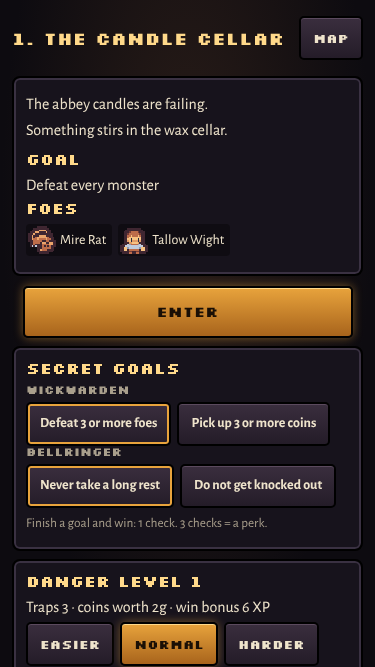 1. THE CANDLE CELLAR
MAP
The abbey candles are failing.
Something stirs in the wax cellar.
GOAL
Defeat every monster
FOES
Mire Rat
Tallow Wight
ENTER
SECRET GOALS
WICKWARDEN
Defeat 3 or more foes
Pick up 3 or more coins
BELLRINGER
Never take a long rest
Do not get knocked out
Finish a goal and win: 1 check. 3 checks = a perk.
DANGER LEVEL 1
Traps 3 · coins worth 2g · win bonus 6 XP
EASIER
NORMAL
HARDER